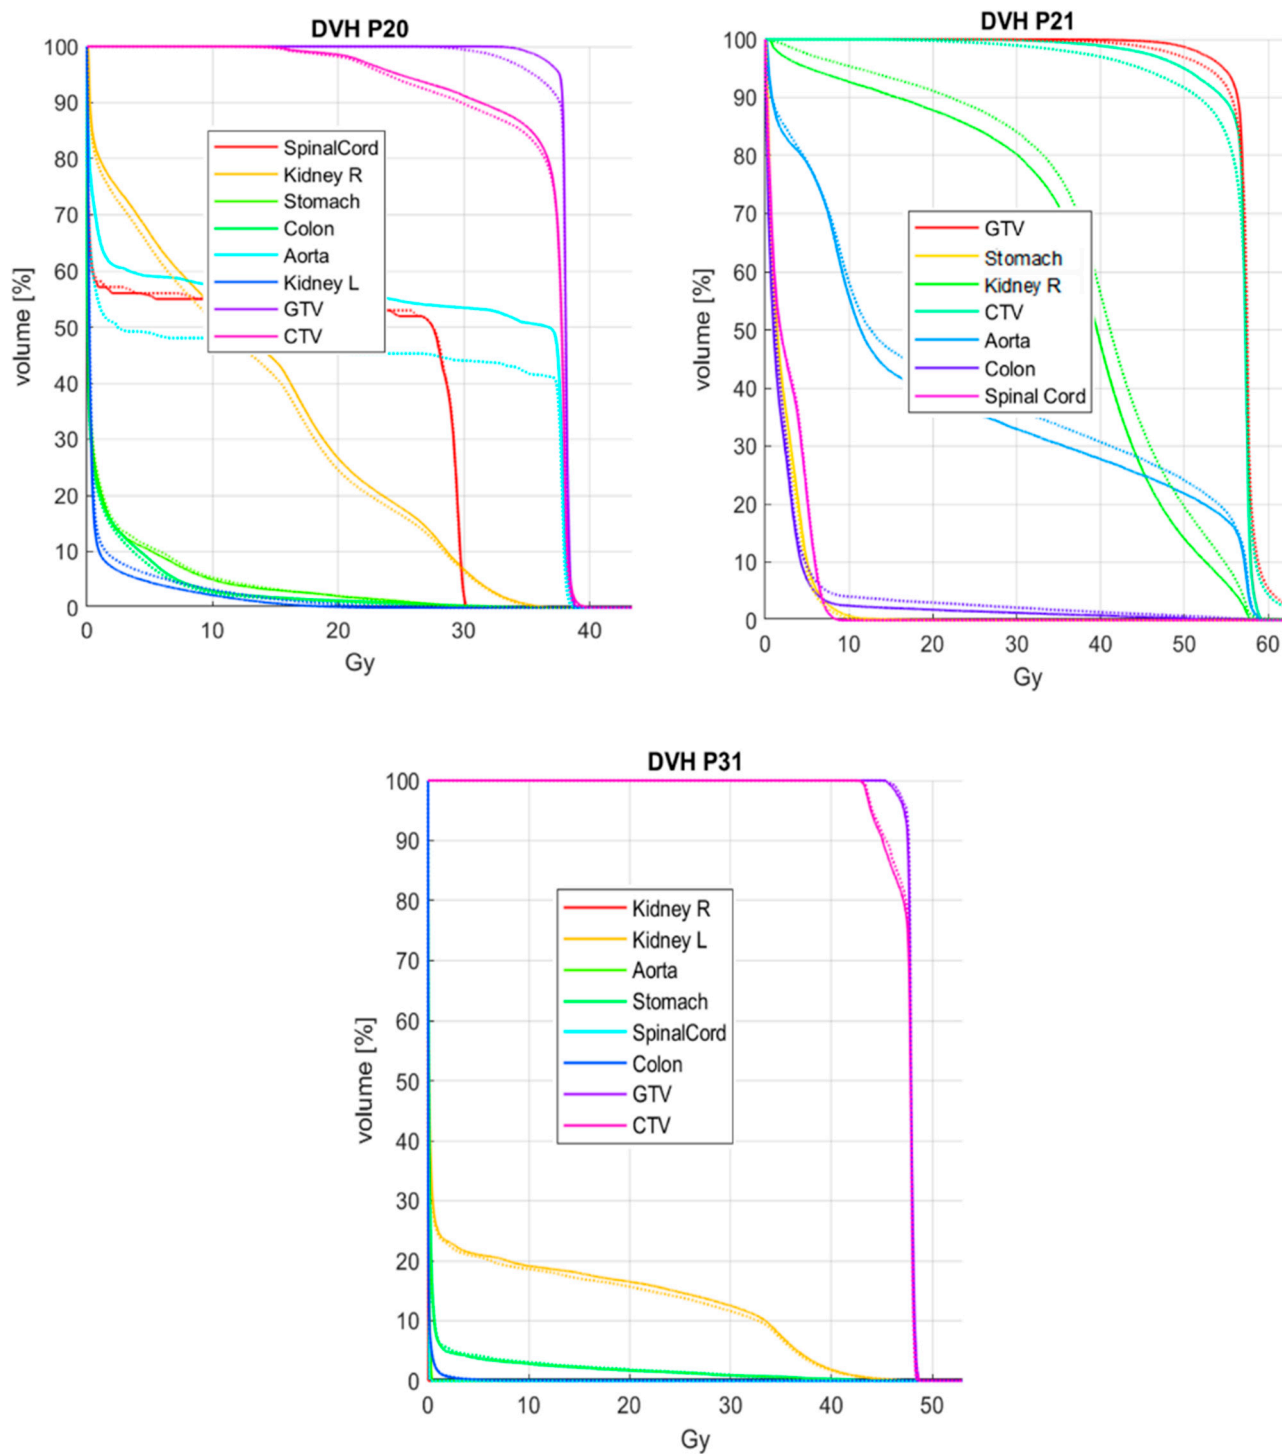 DVH P20
100
90
80
70
60
50
40
30
20
10
0
volume [%]
SpinalCord
Kidney R
Stomach
Colon
Aorta
Kidney L
GTV
CTV
0 10 20 30 40
Gy
DVH P21
100
90
80
70
60
50
40
30
20
10
0
volume [%]
GTV
Stomach
Kidney R
CTV
Aorta
Colon
Spinal Cord
0 10 20 30 40 50 60
Gy
DVH P31
100
90
80
70
60
50
40
30
20
10
0
volume [%]
Kidney R
Kidney L
Aorta
Stomach
SpinalCord
Colon
GTV
CTV
0 10 20 30 40 50
Gy